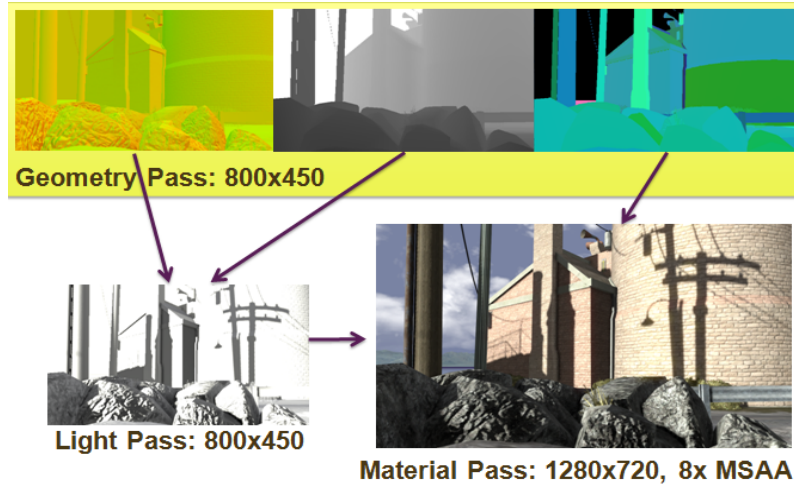 Geometry Pass: 800x450
Light Pass: 800x450
Material Pass: 1280x720, 8x MSAA